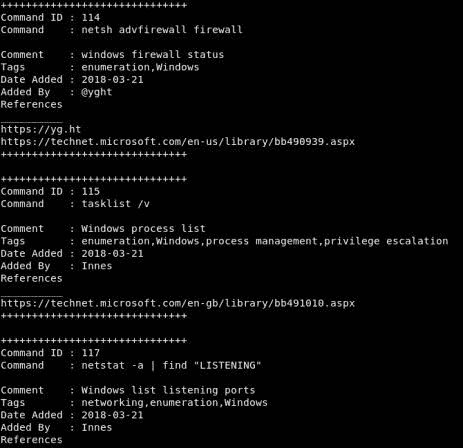 ++++++++++++++++++++++++++++++
Command ID : 114
Command    : netsh advfirewall firewall
Comment    : windows firewall status
Tags       : enumeration,Windows
Date Added : 2018-03-21
Added By   : @yght
References
__________
https://yg.ht
https://technet.microsoft.com/en-us/library/bb490939.aspx
++++++++++++++++++++++++++++++
++++++++++++++++++++++++++++++
Command ID : 115
Command    : tasklist /v
Comment    : Windows process list
Tags       : enumeration,Windows,process management,privilege escalation
Date Added : 2018-03-21
Added By   : Innes
References
__________
https://technet.microsoft.com/en-gb/library/bb491010.aspx
++++++++++++++++++++++++++++++
++++++++++++++++++++++++++++++
Command ID : 117
Command    : netstat -a | find "LISTENING"
Comment    : Windows list listening ports
Tags       : networking,enumeration,Windows
Date Added : 2018-03-21
Added By   : Innes
References